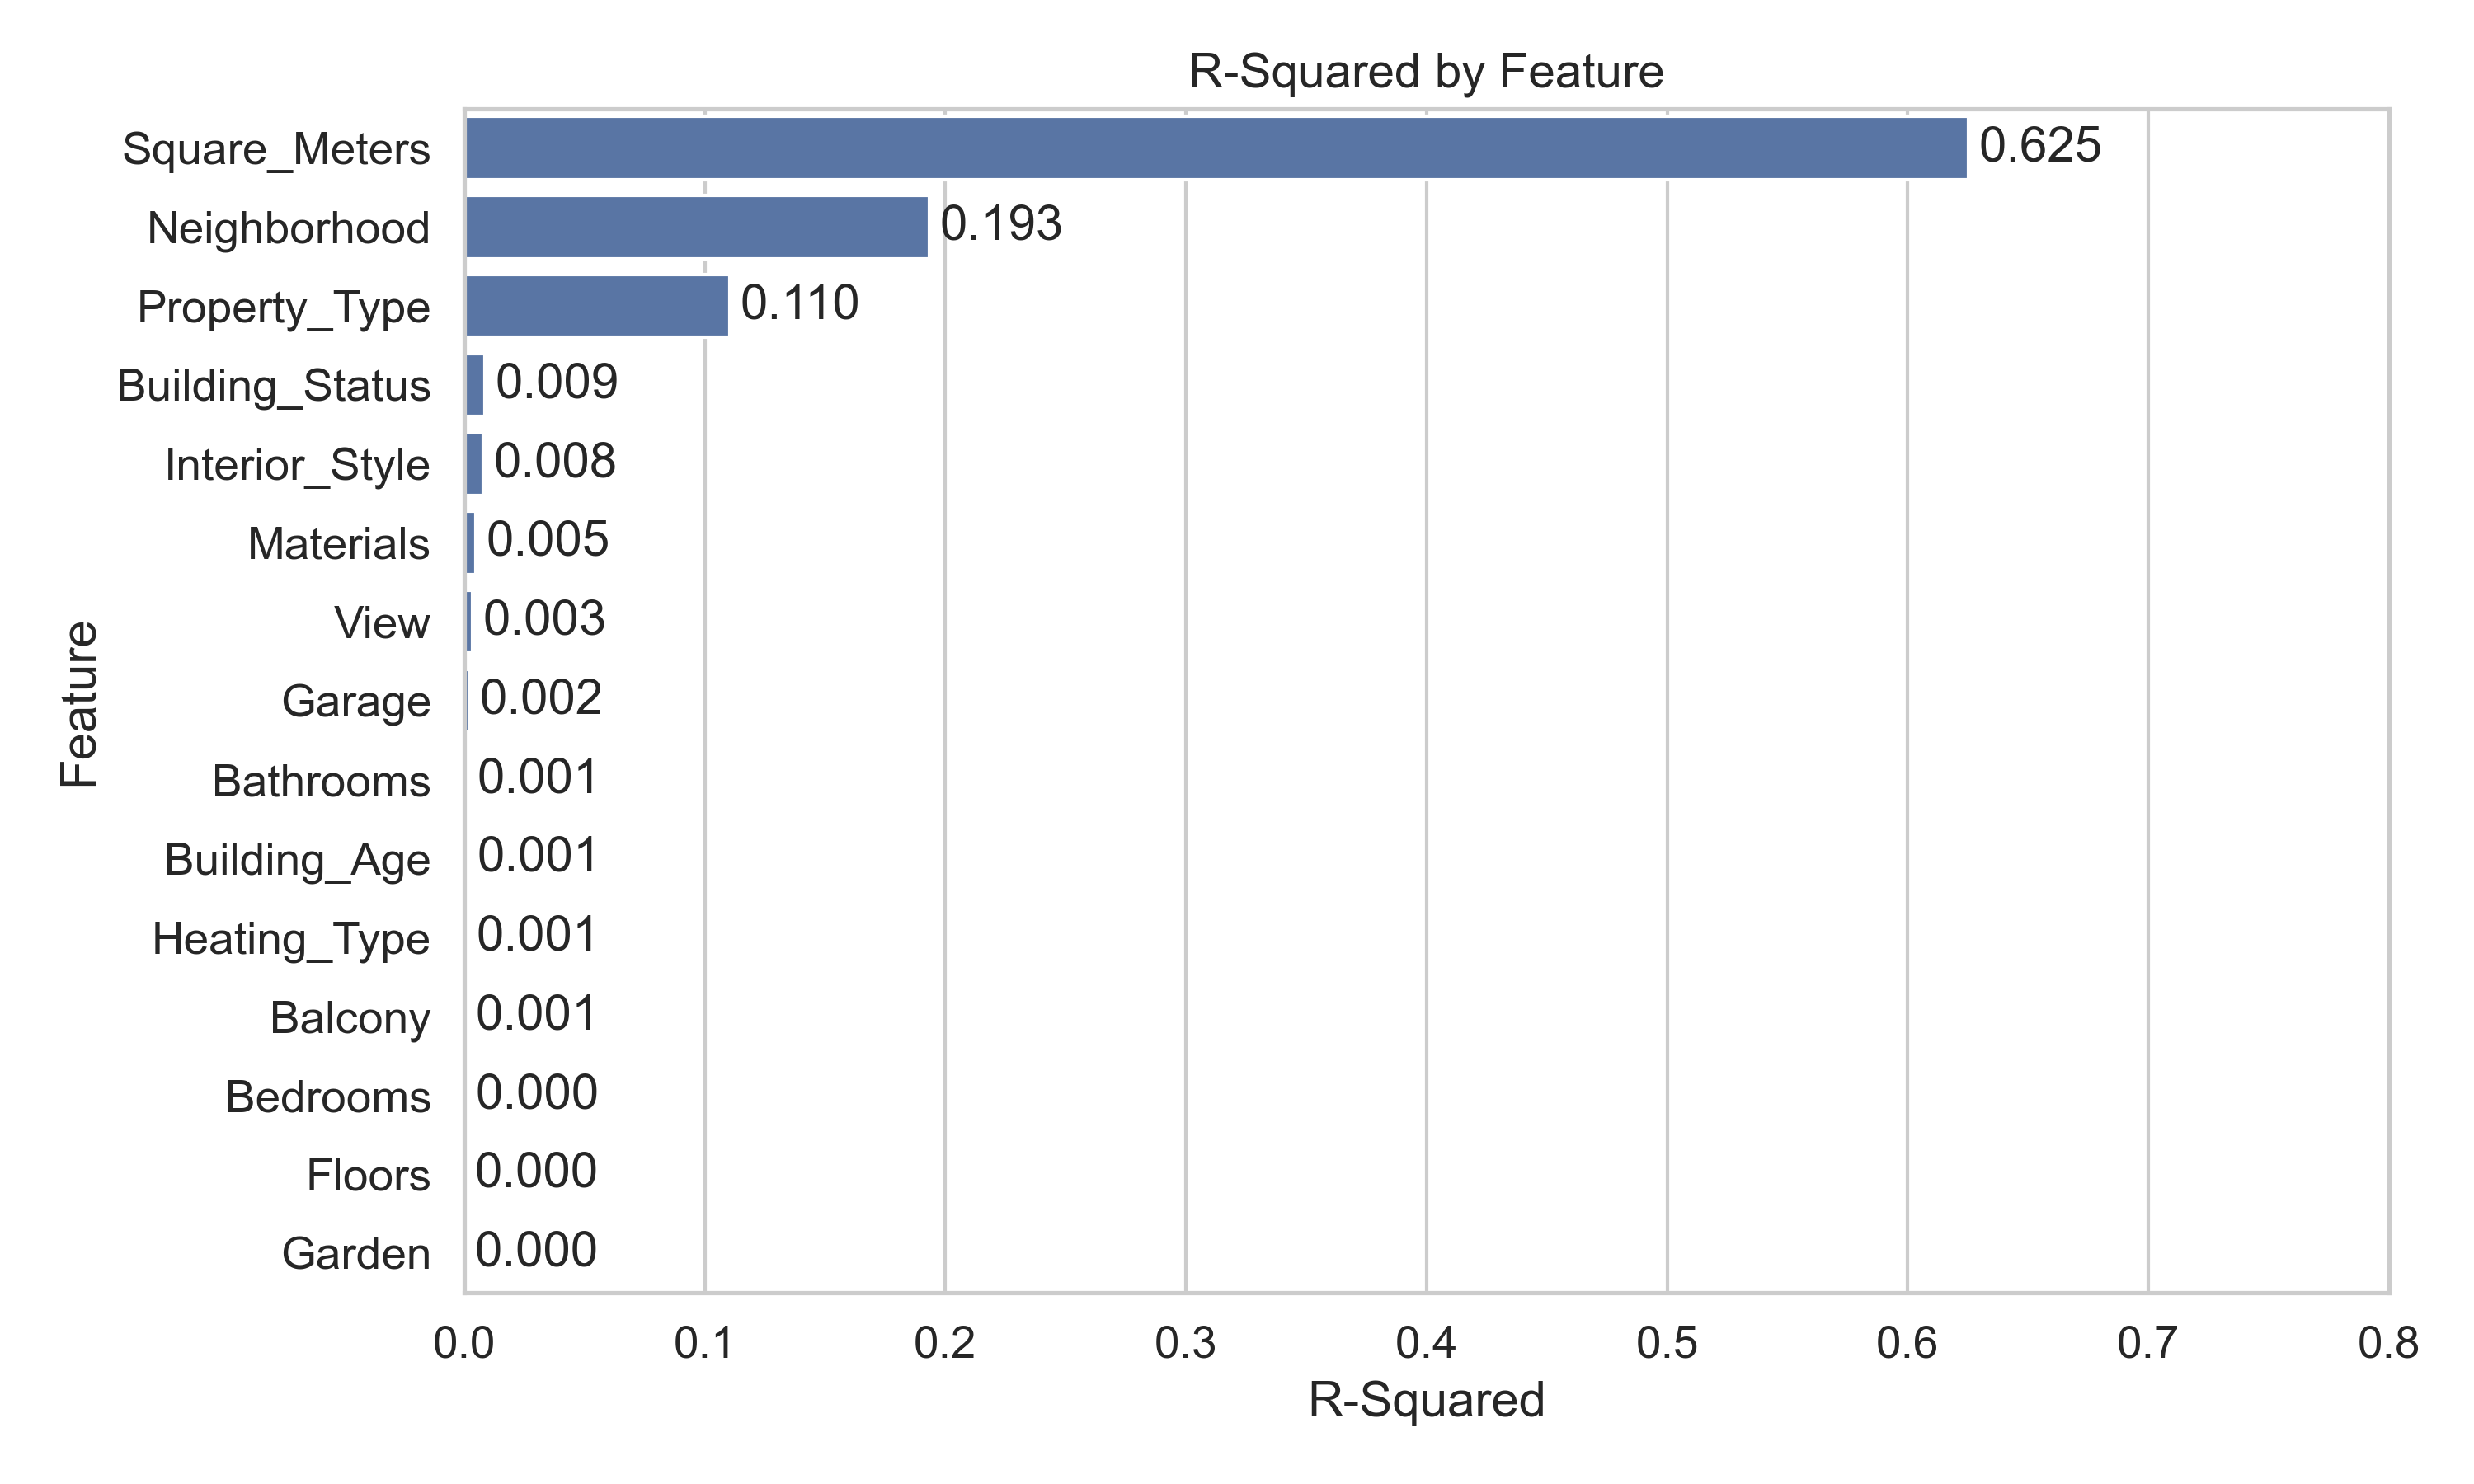 R-Squared by Feature
Square_Meters 0.625
Neighborhood 0.193
Property_Type 0.110
Building_Status 0.009
Interior_Style 0.008
Materials 0.005
View 0.003
Garage 0.002
Bathrooms 0.001
Building_Age 0.001
Heating_Type 0.001
Balcony 0.001
Bedrooms 0.000
Floors 0.000
Garden 0.000
Feature
0.0 0.1 0.2 0.3 0.4 0.5 0.6 0.7 0.8
R-Squared